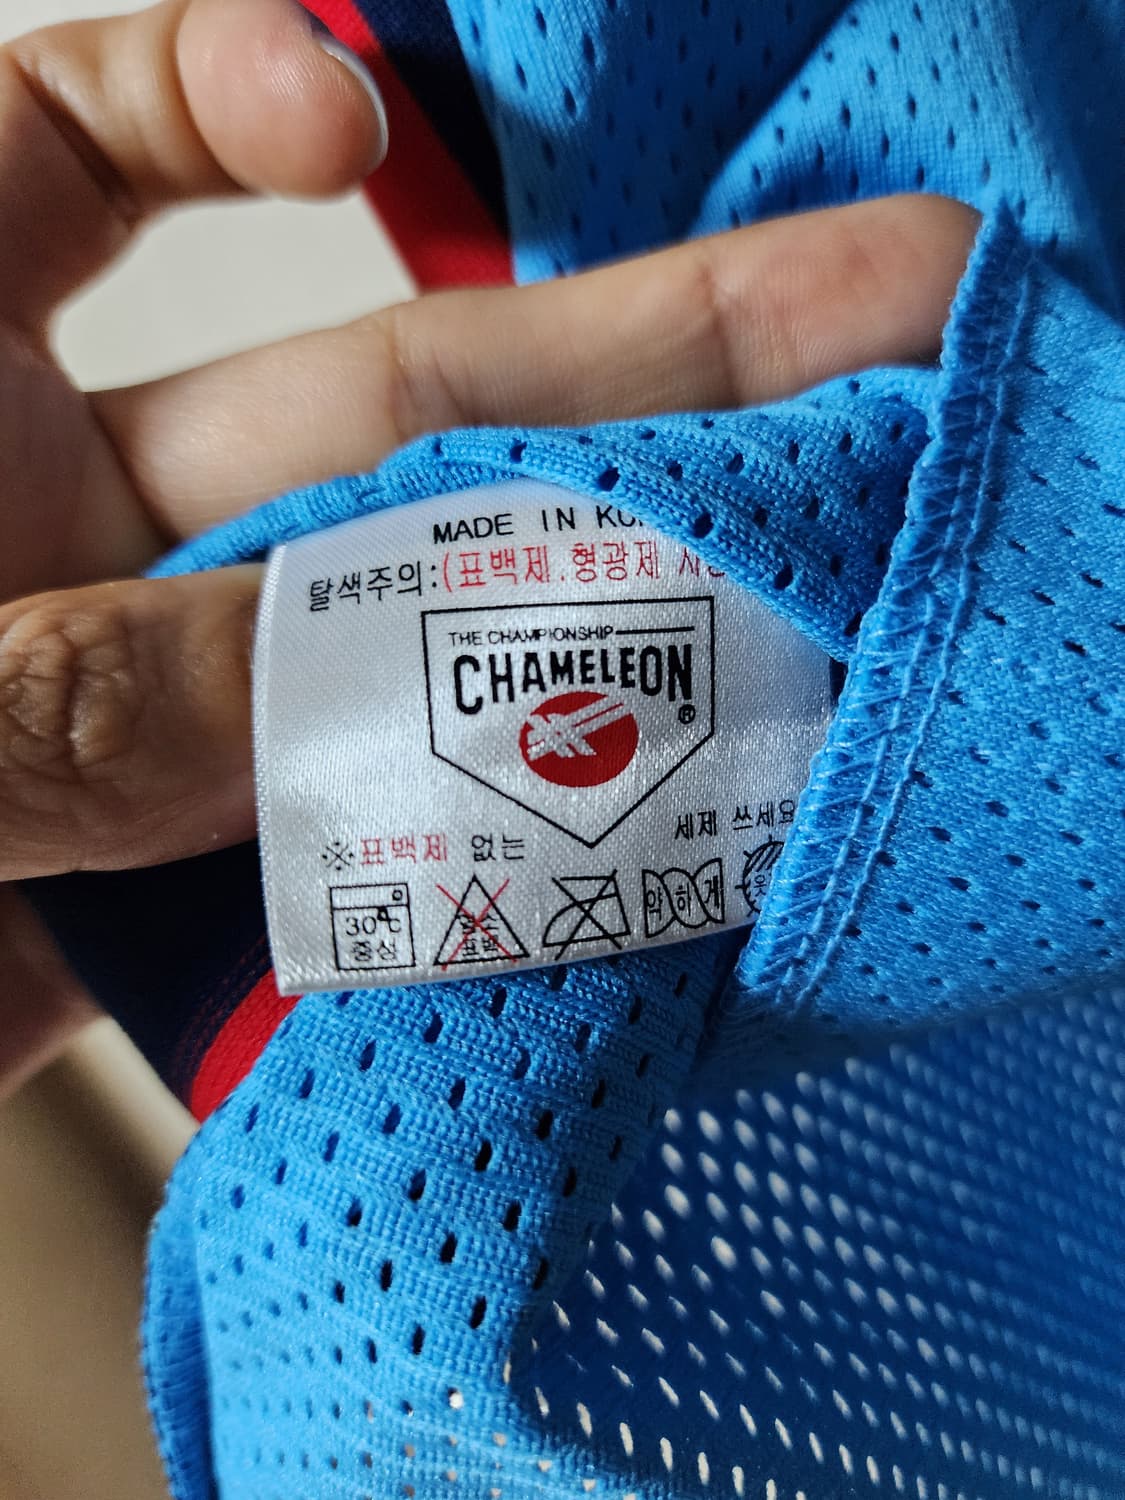 MADE IN
탈색주의:(표백제.형광제
THE CHAMPIONSHIP
CHAMELEON
®
※표백제 없는 세제 쓰세요
30℃
중성
약하게